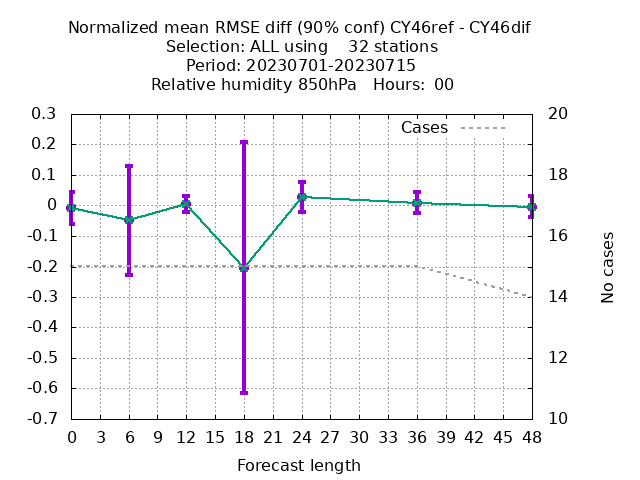 Normalized mean RMSE diff (90% conf) CY46ref - CY46dif
Selection: ALL using 32 stations
Period: 20230701-20230715
Relative humidity 850hPa Hours: 00
Cases
0.3
0.2
0.1
0
-0.1
-0.2
-0.3
-0.4
-0.5
-0.6
-0.7
20
18
16
14
12
10
No cases
0 3 6 9 12 15 18 21 24 27 30 33 36 39 42 45 48
Forecast length